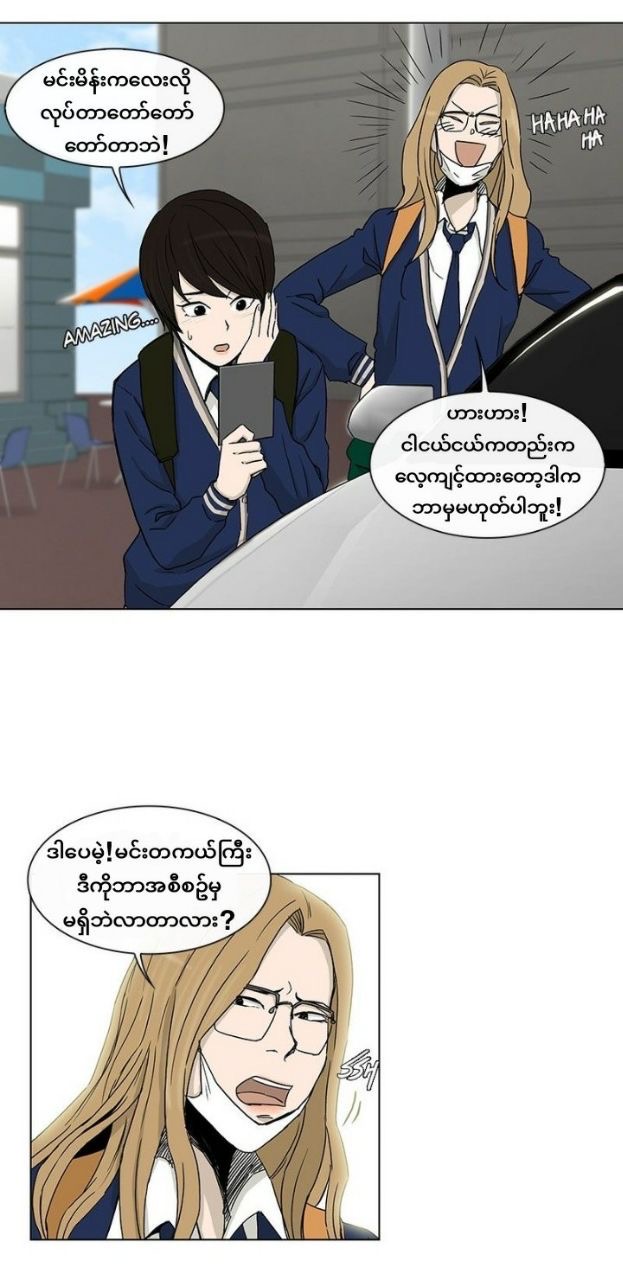 မင်းမိန်းကလေးလို
လုပ်တာတော်တော်
တော်တာဘဲ!
HAHAHA
HA
AMAZING....
ဟားဟား!
ငါငယ်ငယ်ကတည်းက
လေ့ကျင့်ထားတော့ဒါက
ဘာမှမဟုတ်ပါဘူး!
ဒါပေမဲ့!မင်းတကယ်ကြီး
ဒီကိုဘာအစီစဥ်မှ
မရှိဘဲလာတာလား?
SSH